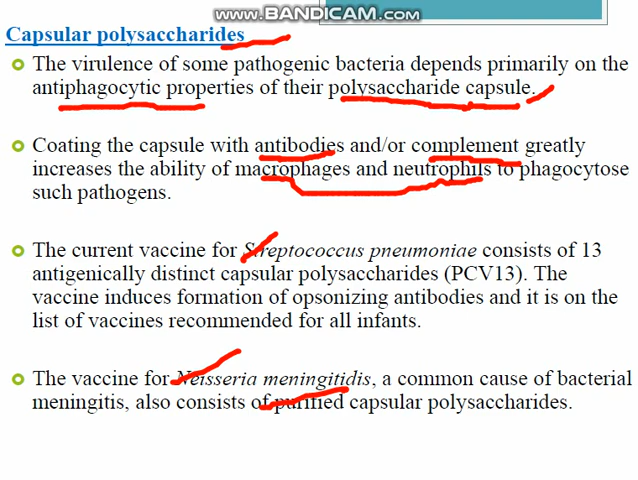 www.BANDICAM.com
Capsular polysaccharides
The virulence of some pathogenic bacteria depends primarily on the
antiphagocytic properties of their polysaccharide capsule.
Coating the capsule with antibodies and/or complement greatly
increases the ability of macrophages and neutrophils to phagocytose
such pathogens.
The current vaccine for Streptococcus pneumoniae consists of 13
antigenically distinct capsular polysaccharides (PCV13). The
vaccine induces formation of opsonizing antibodies and it is on the
list of vaccines recommended for all infants.
The vaccine for Neisseria meningitidis, a common cause of bacterial
meningitis, also consists of purified capsular polysaccharides.